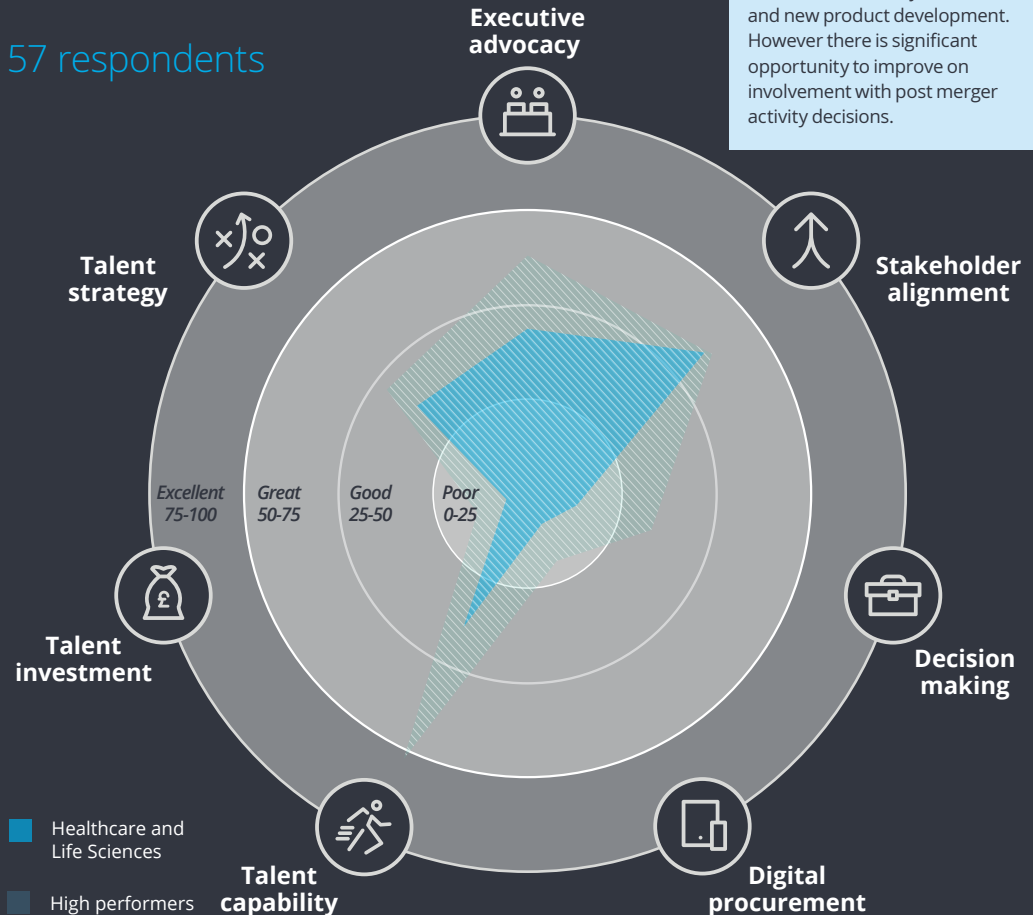 57 respondents
Executive
advocacy
and new product development.
However there is significant
opportunity to improve on
involvement with post merger
activity decisions.
Talent
strategy
Stakeholder
alignment
Excellent
75-100
Great
50-75
Good
25-50
Poor
0-25
£
Talent
investment
Decision
making
Healthcare and
Life Sciences
High performers
Talent
capability
Digital
procurement